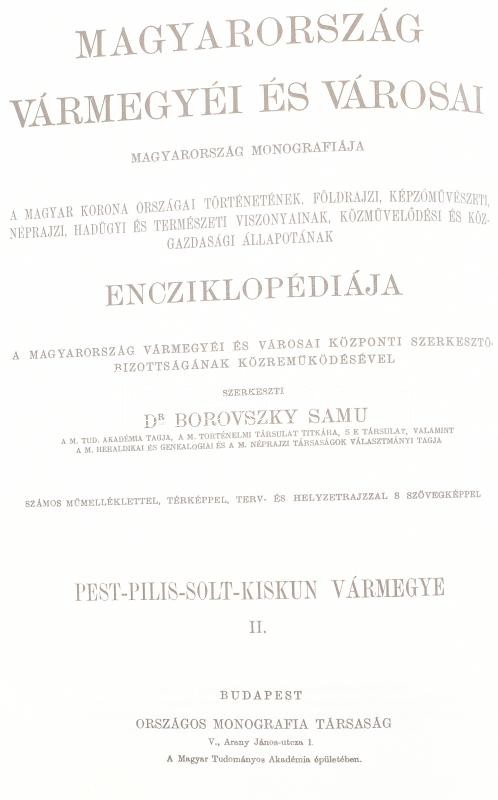 MAGYARORSZÁG
VÁRMEGYÉI ÉS VÁROSAI
MAGYARORSZÁG MONOGRAFIÁJA
A MAGYAR KORONA ORSZÁGAI TÖRTÉNETÉNEK, FÖLDRAJZI, KÉPZŐMŰVÉSZETI,
NÉPRAJZI, HADÜGYI ÉS TERMÉSZETI VISZONYAINAK, KÖZMŰVELŐDÉSI ÉS KÖZ-
GAZDASÁGI ÁLLAPOTÁNAK
ENCZIKLOPÉDIÁJA
A MAGYARORSZÁG VÁRMEGYÉI ÉS VÁROSAI KÖZPONTI SZERKESZTŐ-
BIZOTTSÁGÁNAK KÖZREMŰKÖDÉSÉVEL
SZERKESZTI
DR BOROVSZKY SAMU
A M. TUD. AKADÉMIA TAGJA, A M. TÖRTÉNELMI TÁRSULAT TITKÁRA, S E TÁRSULAT, VALAMINT
A M. HERALDIKAI ÉS GENEALOGIAI ÉS A M. NÉPRAJZI TÁRSASÁGOK VÁLASZTMÁNYI TAGJA
SZÁMOS MŰMELLÉKLETTEL, TÉRKÉPPEL, TERV- ÉS HELYZETRAJZZAL S SZÖVEGKÉPPEL
PEST-PILIS-SOLT-KISKUN VÁRMEGYE
II.
BUDAPEST
ORSZÁGOS MONOGRAFIA TÁRSASÁG
V., Arany János-utcza 1.
A Magyar Tudományos Akadémia épületében.